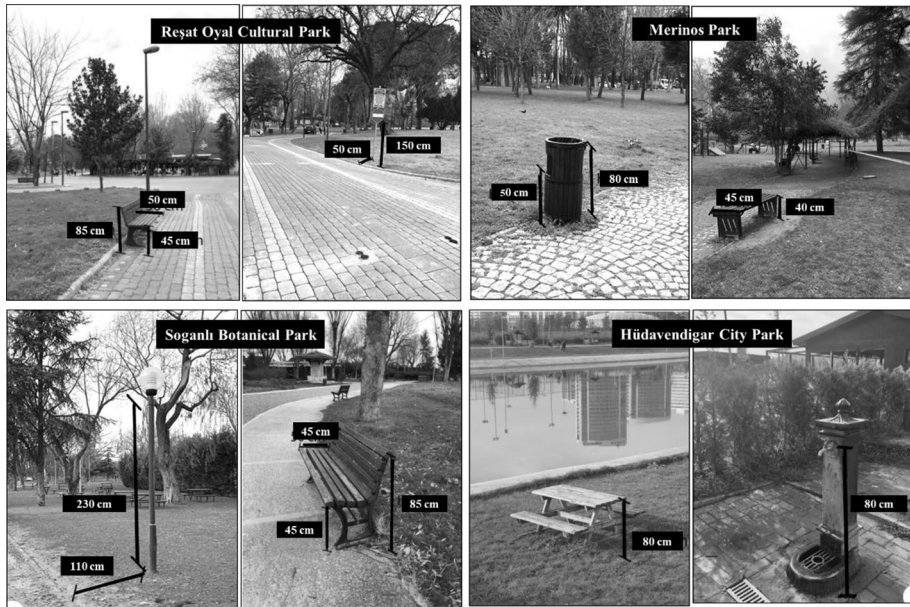 Reşat Oyal Cultural Park
50 cm
85 cm
45 cm
50 cm
150 cm
Merinos Park
50 cm
80 cm
45 cm
40 cm
Soganlı Botanical Park
230 cm
110 cm
45 cm
45 cm
85 cm
Hüdavendigar City Park
80 cm
80 cm